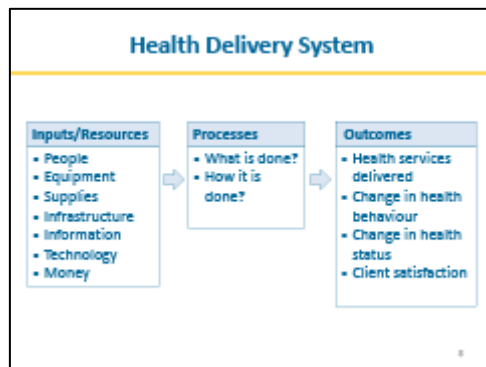 Health Delivery System
Inputs/Resources
▪ People
▪ Equipment
▪ Supplies
▪ Infrastructure
▪ Information
▪ Technology
▪ Money
Processes
▪ What is done?
▪ How it is
done?
Outcomes
▪ Health services
delivered
▪ Change in health
behaviour
▪ Change in health
status
▪ Client satisfaction
8